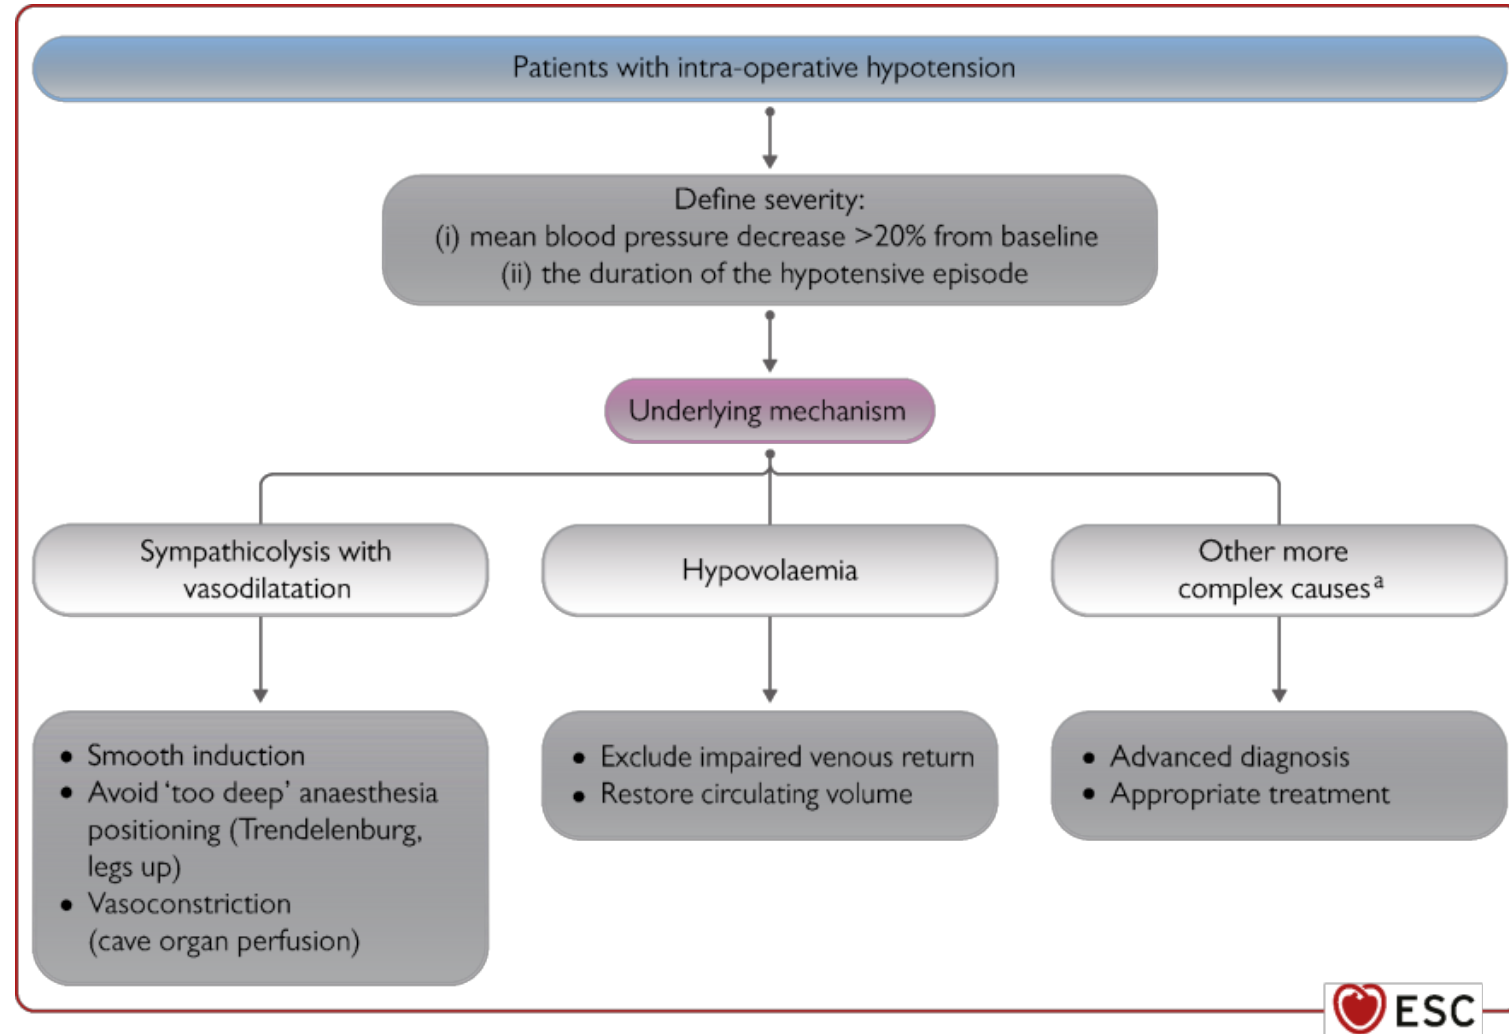 Patients with intra-operative hypotension
Define severity:
(i) mean blood pressure decrease >20% from baseline
(ii) the duration of the hypotensive episode
Underlying mechanism
Sympathicolysis with
vasodilatation
• Smooth induction
• Avoid ‘too deep’ anaesthesia
positioning (Trendelenburg,
legs up)
• Vasoconstriction
(cave organ perfusion)
Hypovolaemia
• Exclude impaired venous return
• Restore circulating volume
Other more
complex causesᵃ
• Advanced diagnosis
• Appropriate treatment
ESC